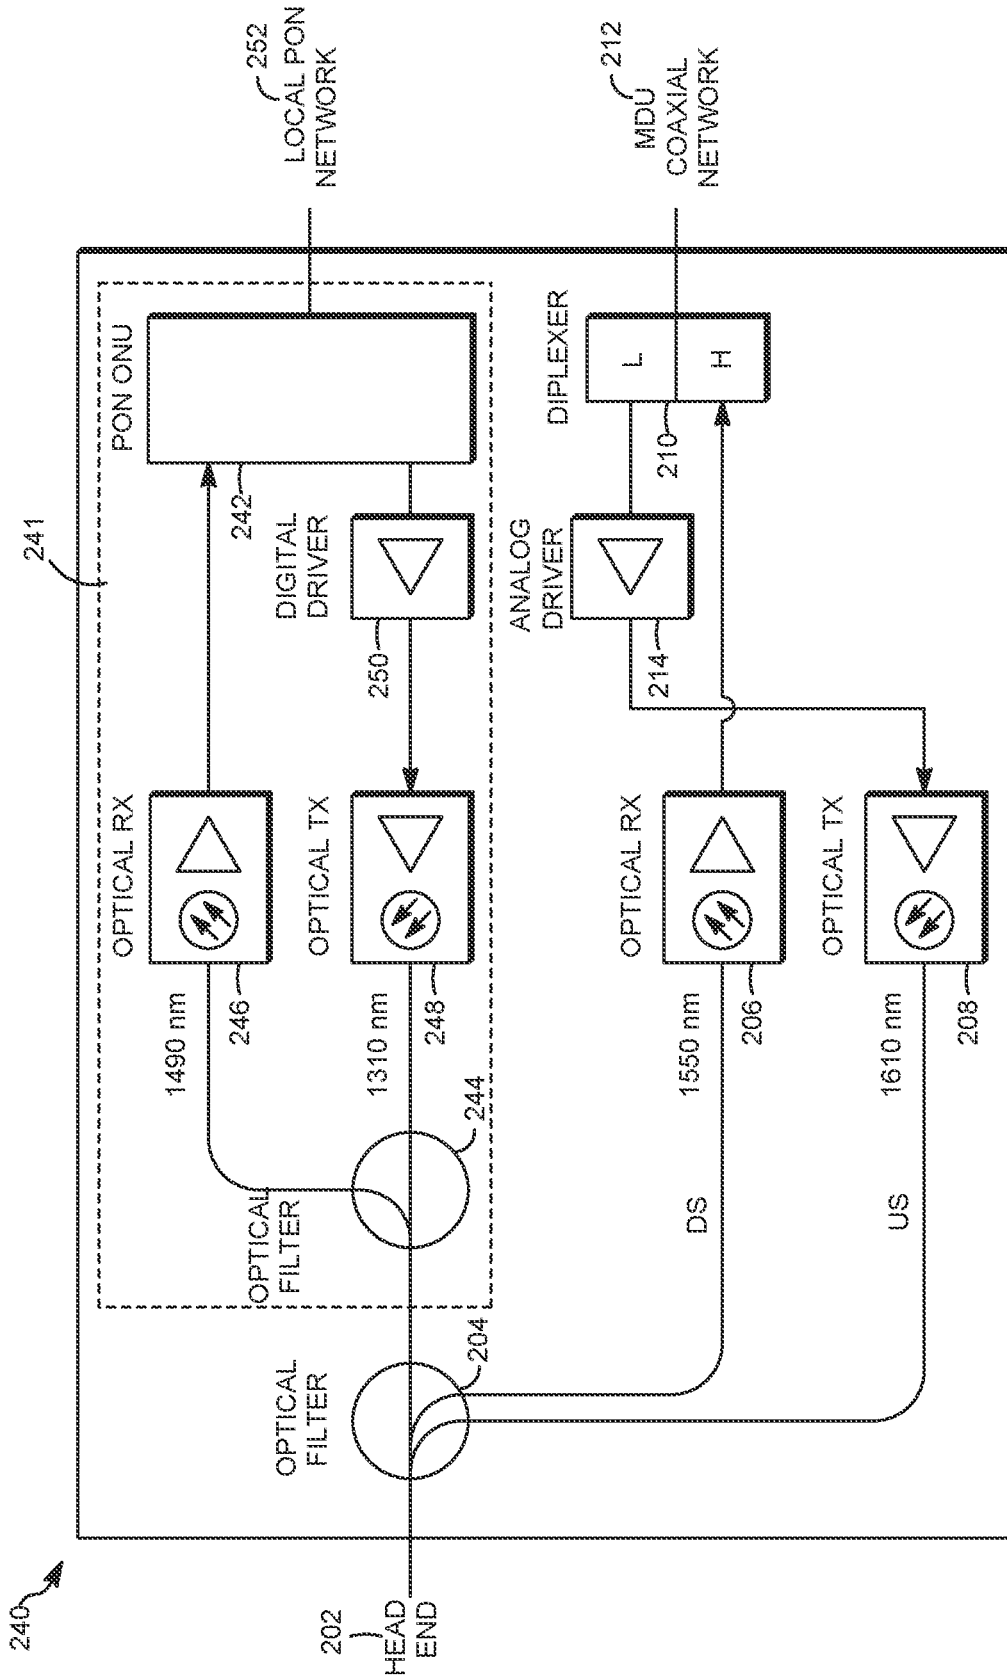 240
202
HEAD
END
OPTICAL
FILTER
204
241
OPTICAL
FILTER
244
1490 nm
OPTICAL RX
246
1310 nm
OPTICAL TX
248
DIGITAL
DRIVER
250
PON ONU
242
252
LOCAL PON
NETWORK
DS
1550 nm
OPTICAL RX
206
US
1610 nm
OPTICAL TX
208
ANALOG
DRIVER
214
DIPLEXER
L
H
210
212
MDU
COAXIAL
NETWORK